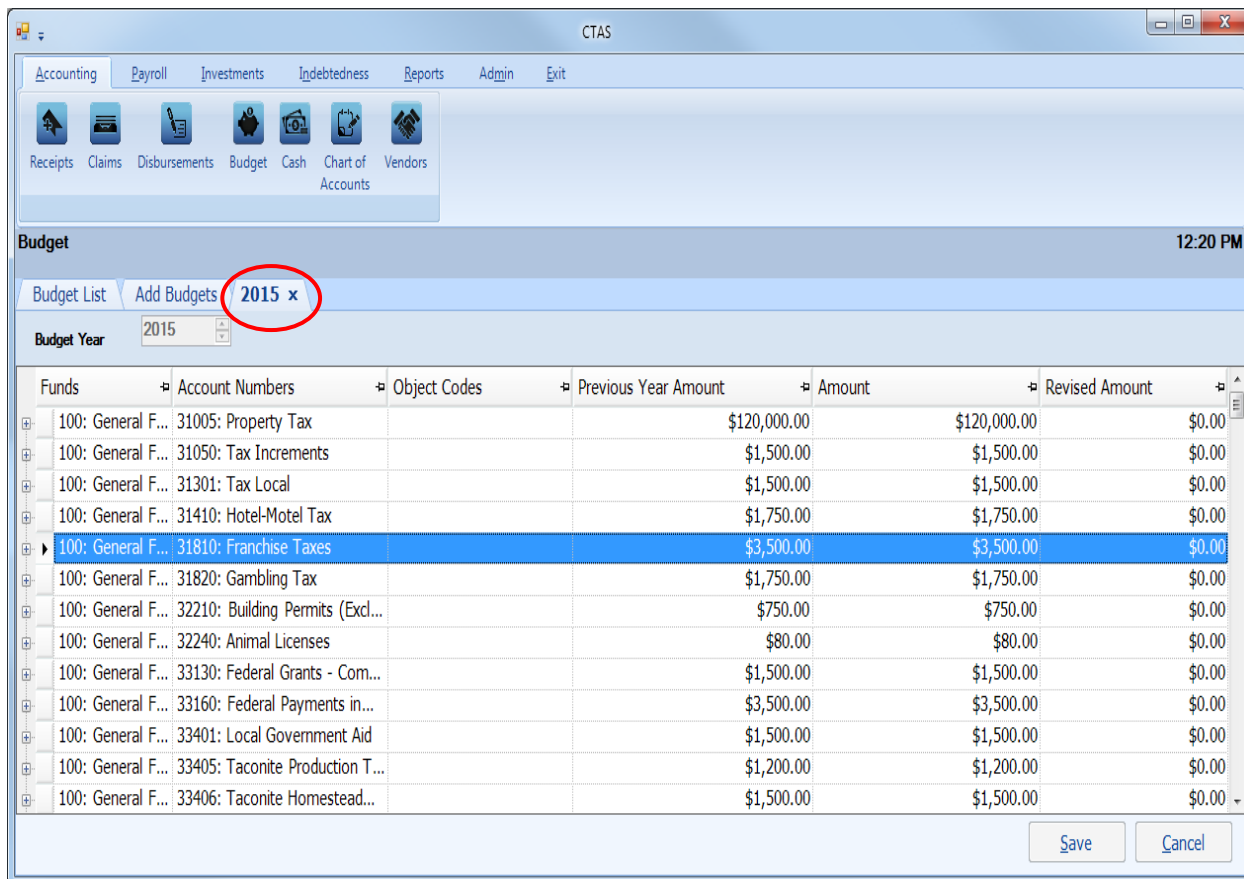 CTAS
Accounting Payroll Investments Indebtedness Reports Admin Exit
Receipts Claims Disbursements Budget Cash Chart of Accounts Vendors
Budget 12:20 PM
Budget List Add Budgets 2015 x
Budget Year 2015
Funds Account Numbers Object Codes Previous Year Amount Amount Revised Amount
100: General F... 31005: Property Tax $120,000.00 $120,000.00 $0.00
100: General F... 31050: Tax Increments $1,500.00 $1,500.00 $0.00
100: General F... 31301: Tax Local $1,500.00 $1,500.00 $0.00
100: General F... 31410: Hotel-Motel Tax $1,750.00 $1,750.00 $0.00
100: General F... 31810: Franchise Taxes $3,500.00 $3,500.00 $0.00
100: General F... 31820: Gambling Tax $1,750.00 $1,750.00 $0.00
100: General F... 32210: Building Permits (Excl... $750.00 $750.00 $0.00
100: General F... 32240: Animal Licenses $80.00 $80.00 $0.00
100: General F... 33130: Federal Grants - Com... $1,500.00 $1,500.00 $0.00
100: General F... 33160: Federal Payments in... $3,500.00 $3,500.00 $0.00
100: General F... 33401: Local Government Aid $1,500.00 $1,500.00 $0.00
100: General F... 33405: Taconite Production T... $1,200.00 $1,200.00 $0.00
100: General F... 33406: Taconite Homestead... $1,500.00 $1,500.00 $0.00
Save Cancel